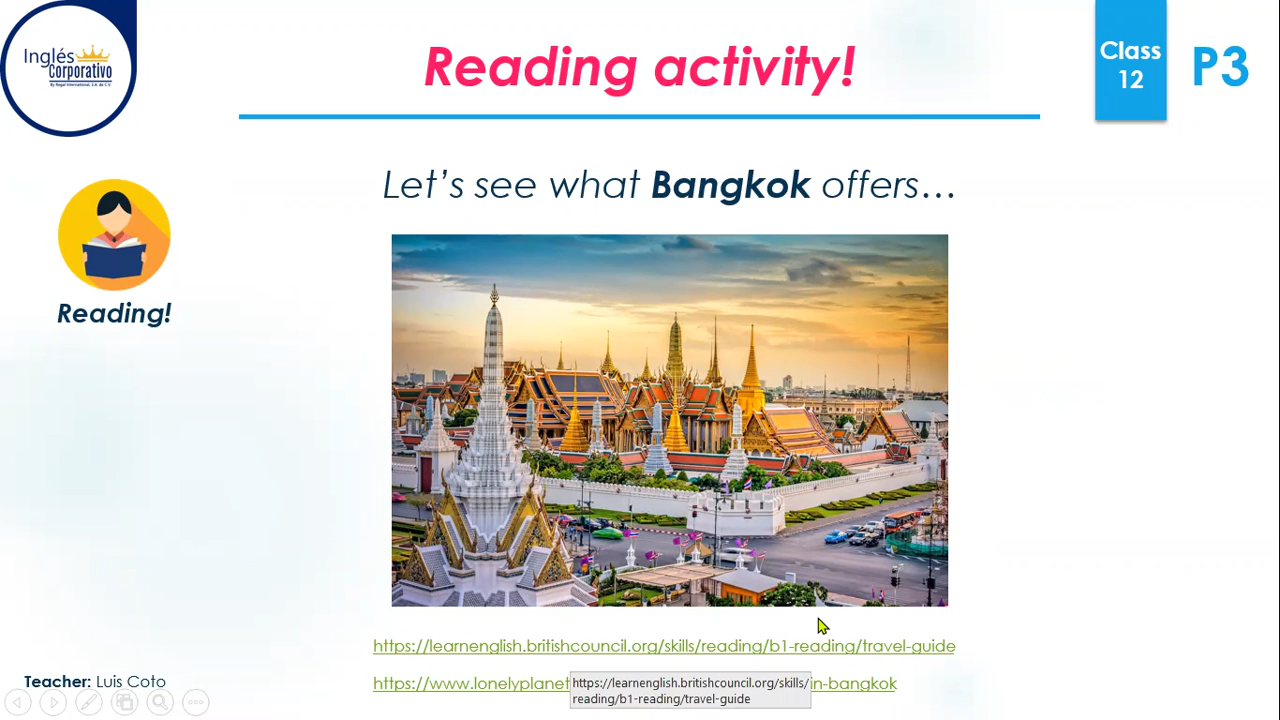 Inglés
Corporativo
By Regal International, S.A. de C.V
Reading activity!
Class
12
P3
Let's see what Bangkok offers...
Reading!
https://learnenglish.britishcouncil.org/skills/reading/b1-reading/travel-guide
https://www.lonelyplanet
in-bangkok
https://learnenglish.britishcouncil.org/skills/
reading/b1-reading/travel-guide
Teacher: Luis Coto